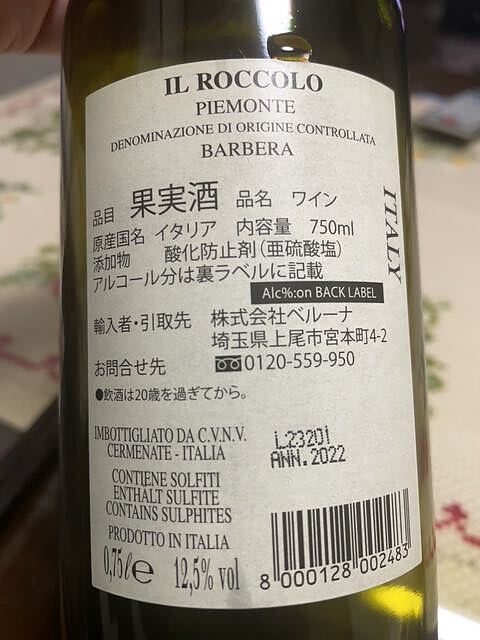 IL ROCCOLO
PIEMONTE
DENOMINAZIONE DI ORIGINE CONTROLLATA
BARBERA
ITALY
品目 果実酒 品名 ワイン
原産国名 イタリア 内容量 750ml
添加物 酸化防止剤(亜硫酸塩)
アルコール分は裏ラベルに記載
Alc%:on BACK LABEL
輸入者・引取先 株式会社ベルーナ
埼玉県上尾市宮本町4-2
お問合せ先 0120-559-950
●飲酒は20歳を過ぎてから。
IMBOTTIGLIATO DA C.V.N.V.
CERMENATE - ITALIA
L23201
ANN.2022
CONTIENE SOLFITI
ENTHALT SULFITE
CONTAINS SULPHITES
PRODOTTO IN ITALIA
0,75ℓe 12,5% vol
8 000128 002483